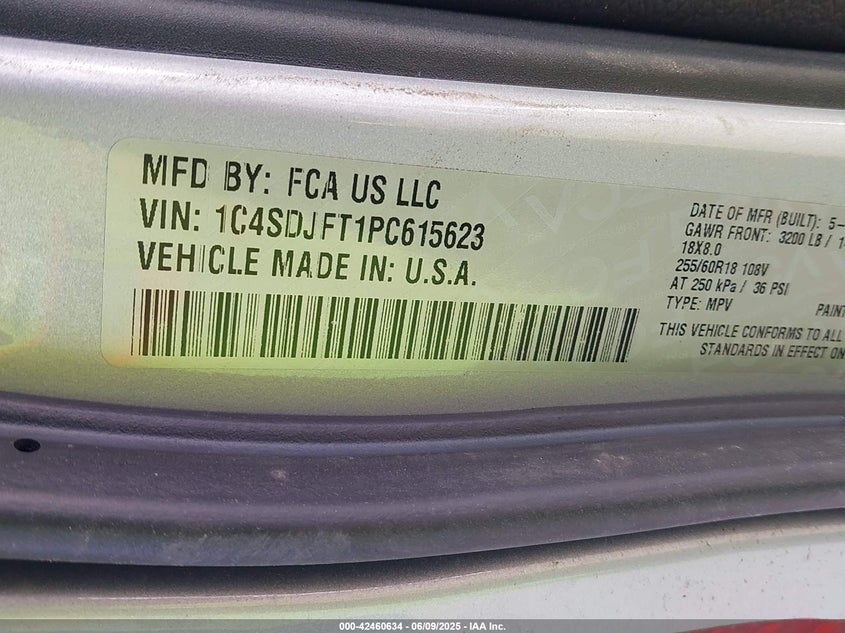 MFD BY: FCA US LLC
VIN: 1C4SDJFT1PC615623
VEHICLE MADE IN: U.S.A.
DATE OF MFR (BUILT): 5-
GAWR FRONT: 3200 LB /
18X8.0
255/60R18 108V
AT 250 kPa / 36 PSI
TYPE: MPV PAINT
THIS VEHICLE CONFORMS TO ALL
STANDARDS IN EFFECT ON
000-42460634 - 06/09/2025 - IAA Inc.